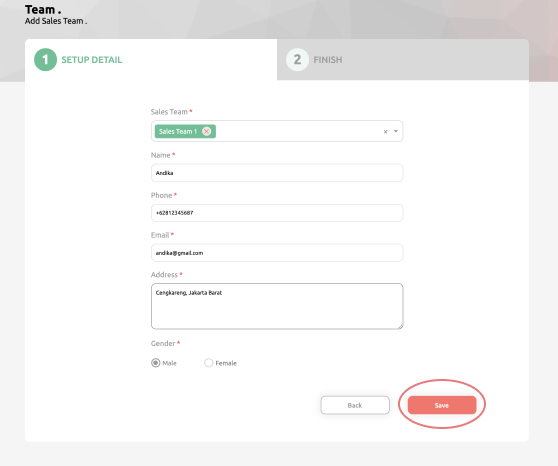 Team .
Add Sales Team .
1 SETUP DETAIL
2 FINISH
Sales Team *
Sales Team 1
Name *
Andika
Phone *
+62812345687
Email *
andika@gmail.com
Address *
Cengkareng, Jakarta Barat
Gender *
Male Female
Back Save